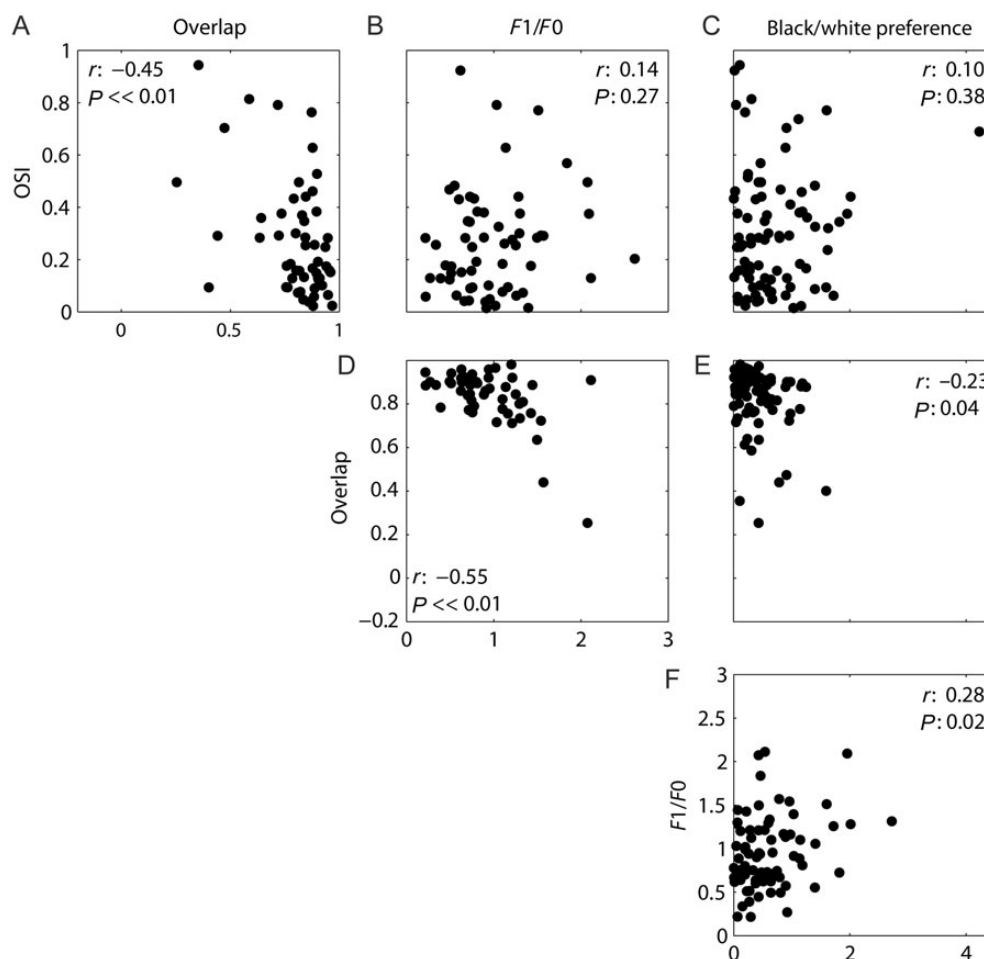 A Overlap
B F1/F0
C Black/white preference
1
0.8
0.6
0.4
0.2
0
OSI
r: −0.45
P << 0.01
0 0.5 1
r: 0.14
P: 0.27
r: 0.10
P: 0.38
D
0.8
0.6
0.4
0.2
0
−0.2
Overlap
r: −0.55
P << 0.01
0 1 2 3
E
r: −0.23
P: 0.04
F
3
2.5
2
1.5
1
0.5
0
F1/F0
r: 0.28
P: 0.02
0 2 4